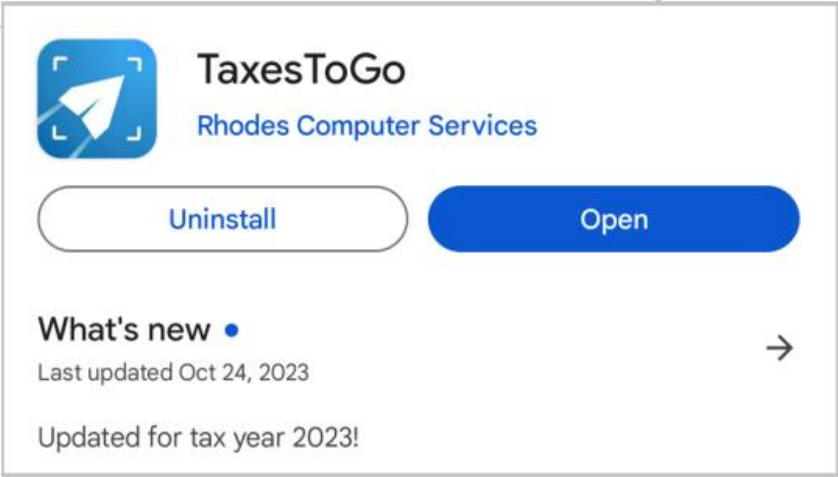 TaxesToGo
Rhodes Computer Services
Uninstall
Open
What's new
Last updated Oct 24, 2023
Updated for tax year 2023!